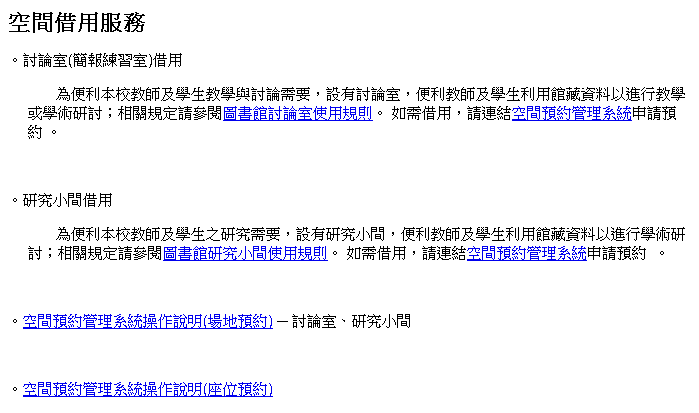 空間借用服務
。討論室(簡報練習室)借用
為便利本校教師及學生教學與討論需要，設有討論室，便利教師及學生利用館藏資料以進行教學
或學術研討；相關規定請參閱圖書館討論室使用規則。 如需借用，請連結空間預約管理系統申請預
約 。
。研究小間借用
為便利本校教師及學生之研究需要，設有研究小間，便利教師及學生利用館藏資料以進行學術研
討；相關規定請參閱圖書館研究小間使用規則。 如需借用，請連結空間預約管理系統申請預約 。
。空間預約管理系統操作說明(場地預約) ─ 討論室、研究小間
。空間預約管理系統操作說明(座位預約)